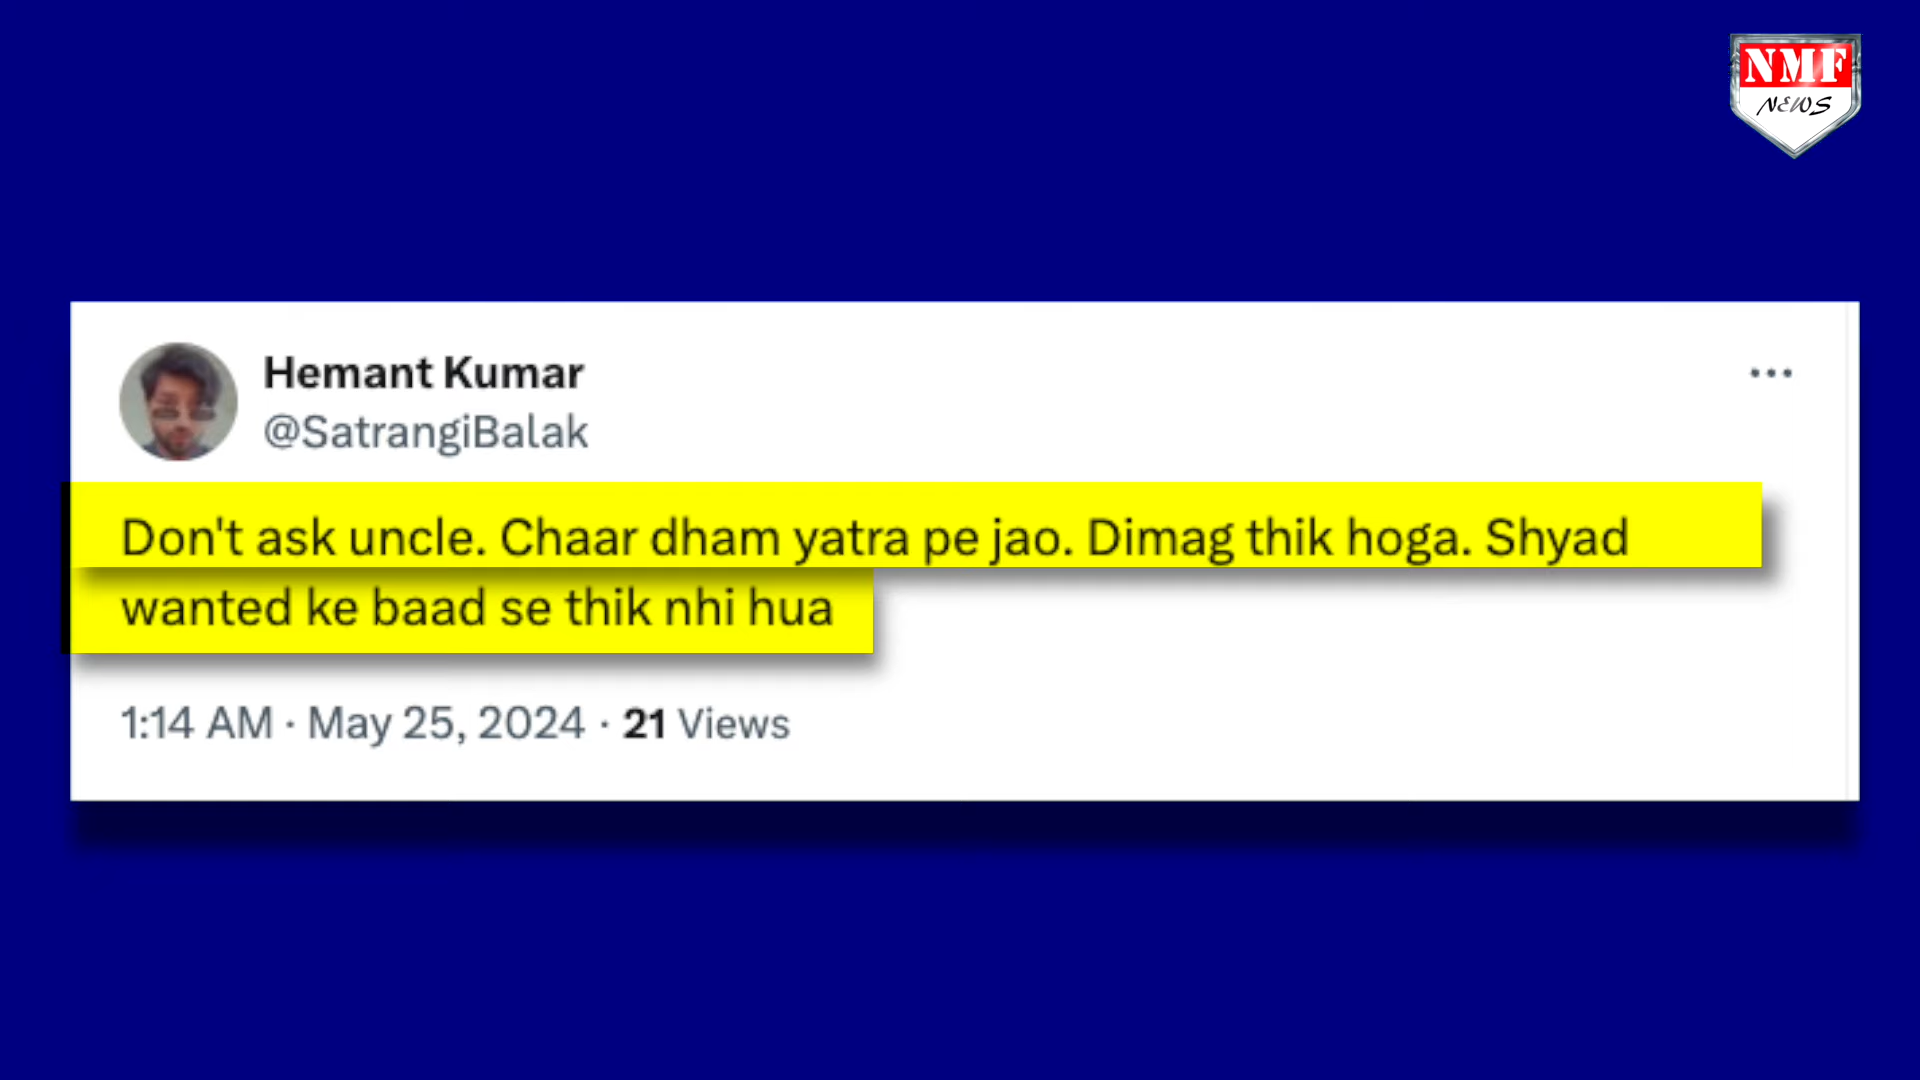 NMF
NEWS
Hemant Kumar
@SatrangiBalak
Don't ask uncle. Chaar dham yatra pe jao. Dimag thik hoga. Shyad
wanted ke baad se thik nhi hua
1:14 AM · May 25, 2024 · 21 Views